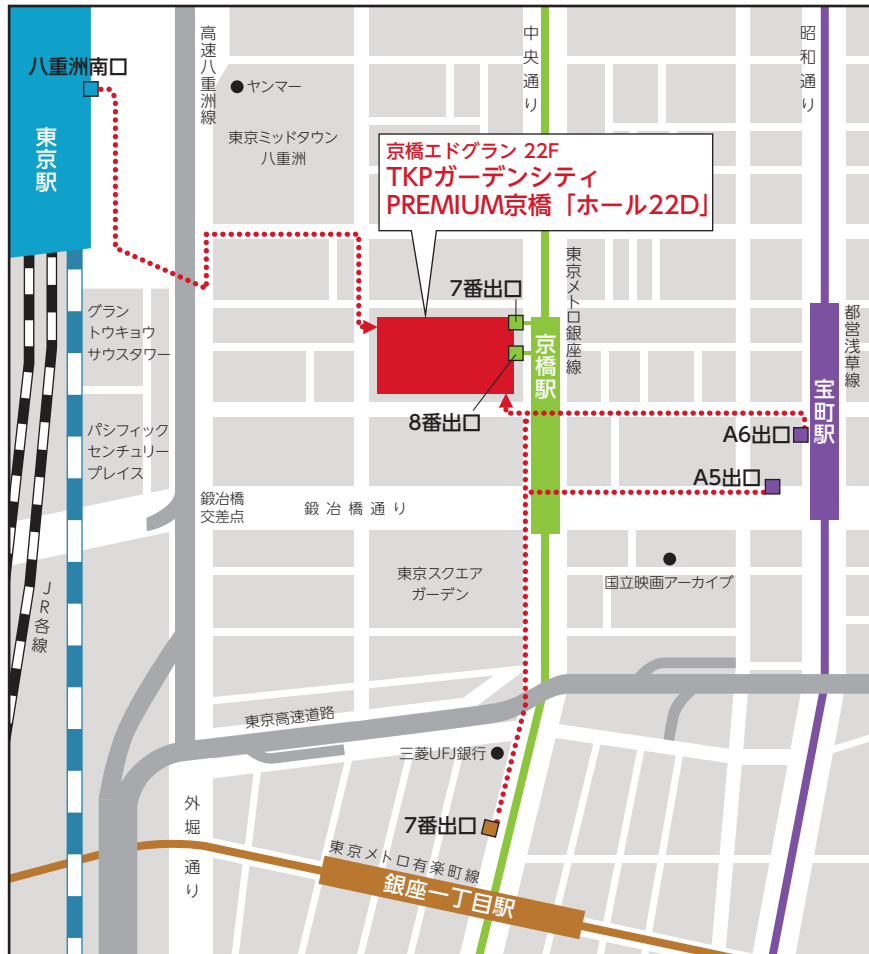 八重洲南口
東京駅
高速八重洲線
ヤンマー
東京ミッドタウン
八重洲
中央通り
昭和通り
京橋エドグラン 22F
TKPガーデンシティ
PREMIUM京橋「ホール22D」
グラン
トウキョウ
サウスタワー
7番出口
東京メトロ銀座線
京橋駅
8番出口
都営浅草線
宝町駅
A6出口
A5出口
パシフィック
センチュリー
プレイス
鍛冶橋
交差点
鍛冶橋通り
東京スクエア
ガーデン
国立映画アーカイブ
JR各線
東京高速道路
三菱UFJ銀行
外堀通り
7番出口
東京メトロ有楽町線
銀座一丁目駅